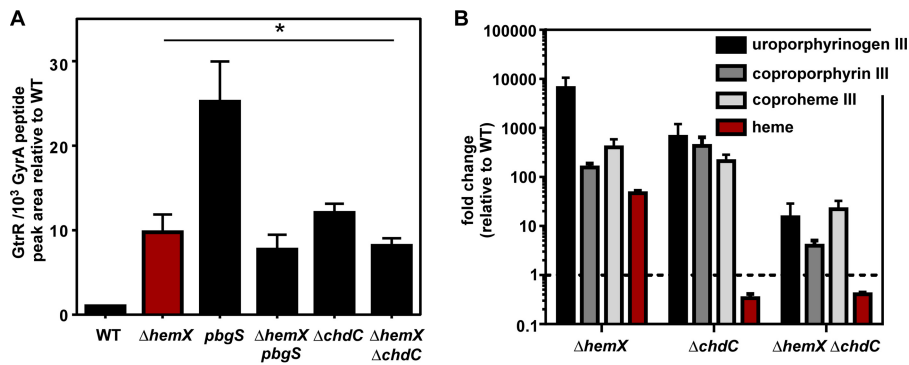 A
GtrR /10³ GyrA peptide
peak area relative to WT
30
20
10
0
*
WT
ΔhemX
pbgS
ΔhemX
pbgS
ΔchdC
ΔhemX
ΔchdC
B
fold change
(relative to WT)
100000
10000
1000
100
10
1
0.1
uroporphyrinogen III
coproporphyrin III
coproheme III
heme
ΔhemX
ΔchdC
ΔhemX ΔchdC